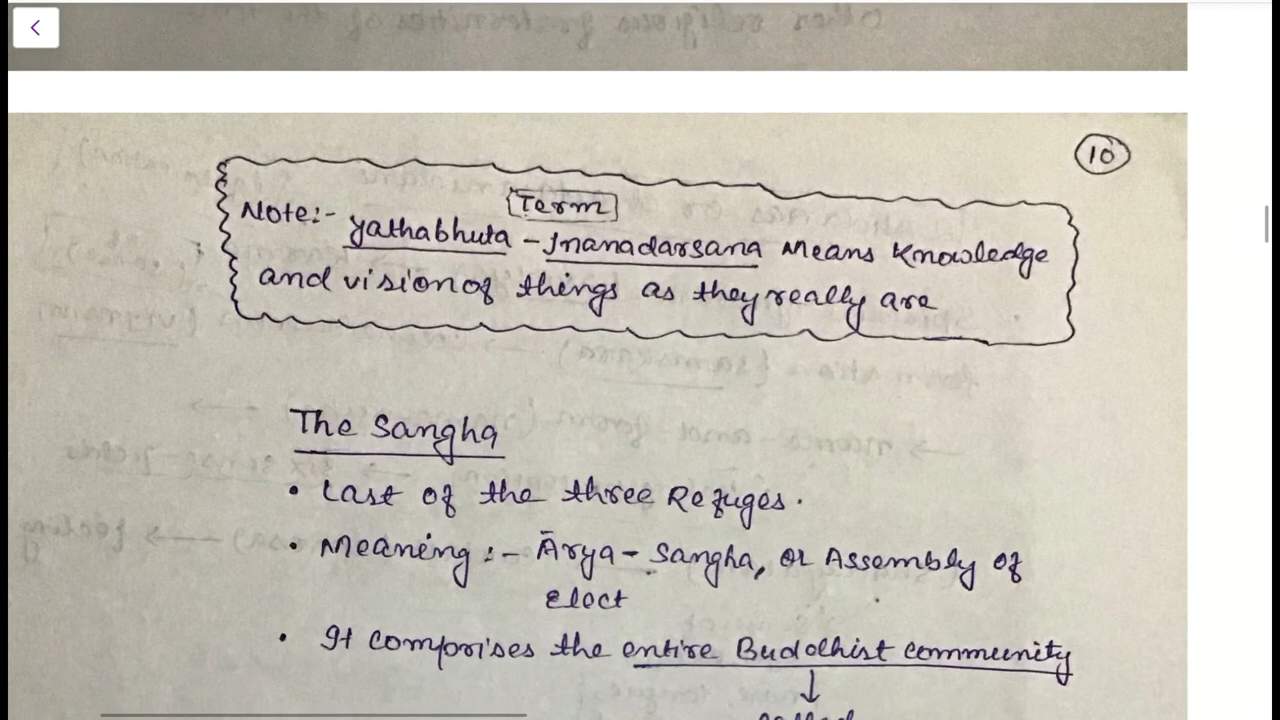 10
Term
Note:- yathabhuta - Jnanadarsana Means Knowledge
and vision of things as they really are
The Sangha
• Last of the three Refuges.
• Meaning :- Ārya - Sangha, or Assembly of
Elect
• It comprises the entire Buddhist community
↓
called